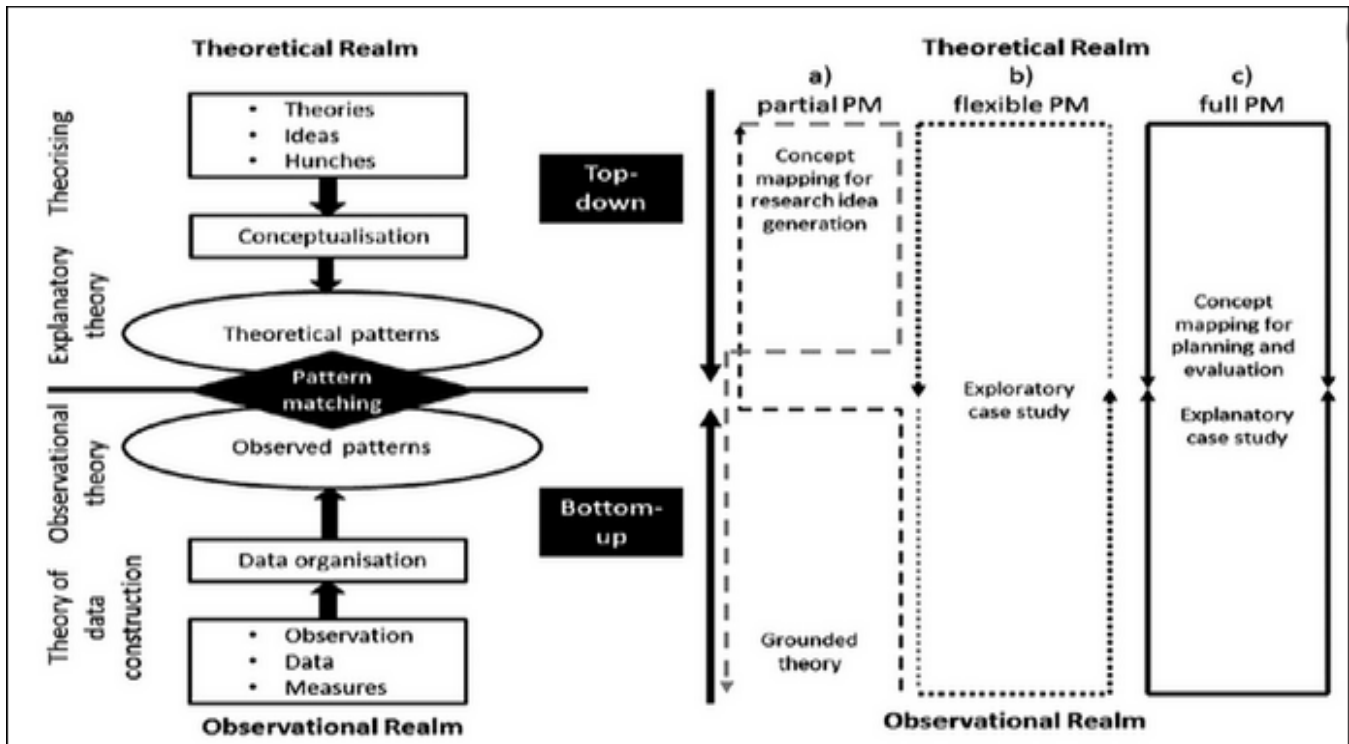 Theoretical Realm
• Theories
• Ideas
• Hunches
Conceptualisation
Theoretical patterns
Pattern
matching
Observed patterns
Data organisation
• Observation
• Data
• Measures
Observational Realm
Theorising
Explanatory
theory
Observational
theory
Theory of
data
construction
Top-
down
Bottom-
up
Theoretical Realm
a)
partial PM
b)
flexible PM
c)
full PM
Concept
mapping for
research idea
generation
Grounded
theory
Exploratory
case study
Concept
mapping for
planning and
evaluation
Explanatory
case study
Observational Realm